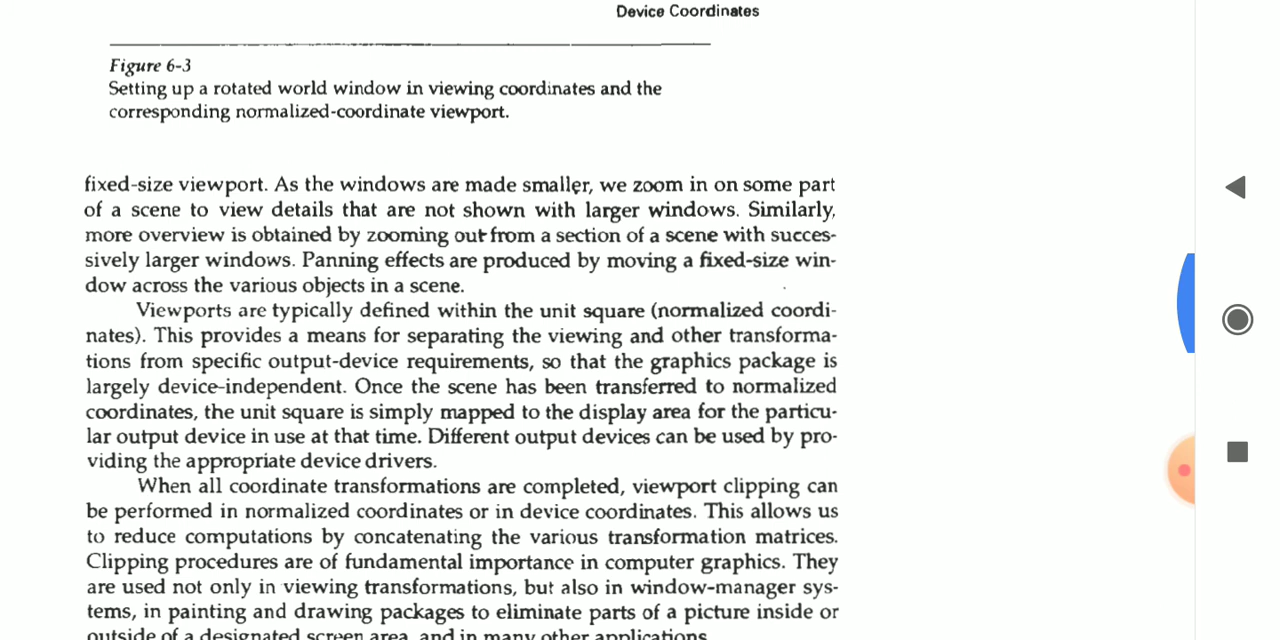 Device Coordinates
Figure 6-3
Setting up a rotated world window in viewing coordinates and the
corresponding normalized-coordinate viewport.
fixed-size viewport. As the windows are made smaller, we zoom in on some part
of a scene to view details that are not shown with larger windows. Similarly,
more overview is obtained by zooming out from a section of a scene with succes-
sively larger windows. Panning effects are produced by moving a fixed-size win-
dow across the various objects in a scene.
Viewports are typically defined within the unit square (normalized coordi-
nates). This provides a means for separating the viewing and other transforma-
tions from specific output-device requirements, so that the graphics package is
largely device-independent. Once the scene has been transferred to normalized
coordinates, the unit square is simply mapped to the display area for the particu-
lar output device in use at that time. Different output devices can be used by pro-
viding the appropriate device drivers.
When all coordinate transformations are completed, viewport clipping can
be performed in normalized coordinates or in device coordinates. This allows us
to reduce computations by concatenating the various transformation matrices.
Clipping procedures are of fundamental importance in computer graphics. They
are used not only in viewing transformations, but also in window-manager sys-
tems, in painting and drawing packages to eliminate parts of a picture inside or
outside of a designated screen area, and in many other applications.